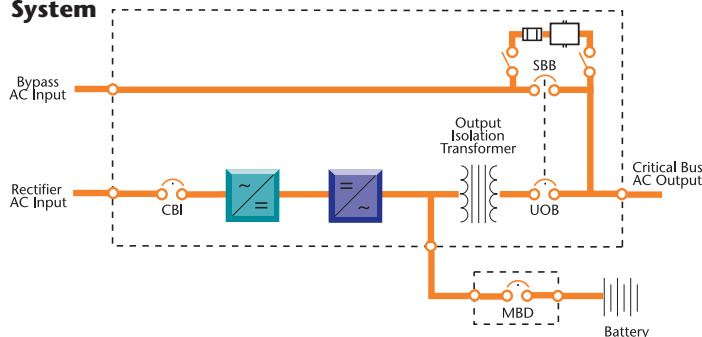 System
SBB
Bypass
AC Input
Output
Isolation
Transformer
Critical Bus
AC Output
Rectifier
AC Input
CBI
UOB
MBD
Battery